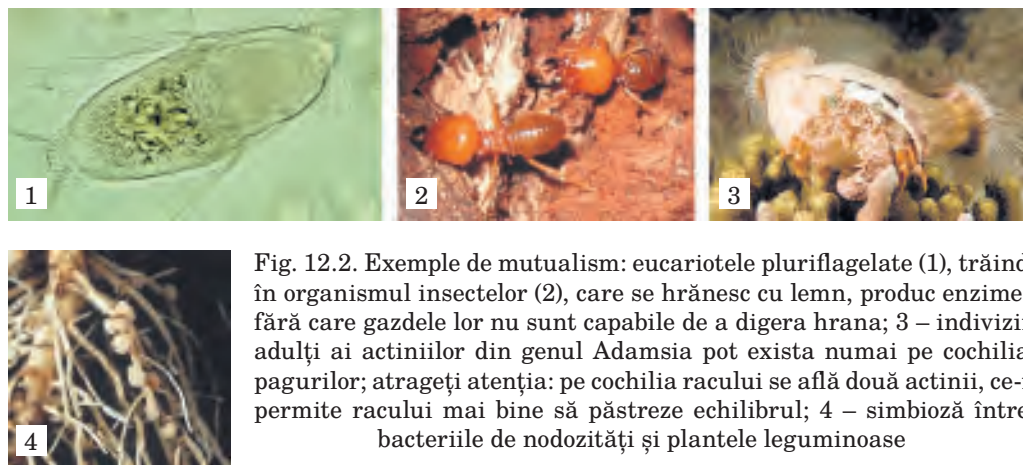 1
2
3
4
Fig. 12.2. Exemple de mutualism: eucariotele pluriflagelate (1), trăind
în organismul insectelor (2), care se hrănesc cu lemn, produc enzime,
fără care gazdele lor nu sunt capabile de a digera hrana; 3 – indivizii
adulți ai actiniilor din genul Adamsia pot exista numai pe cochilia
pagurilor; atrageți atenția: pe cochilia racului se află două actinii, ce-i
permite racului mai bine să păstreze echilibrul; 4 – simbioză între
bacteriile de nodozități și plantele leguminoase